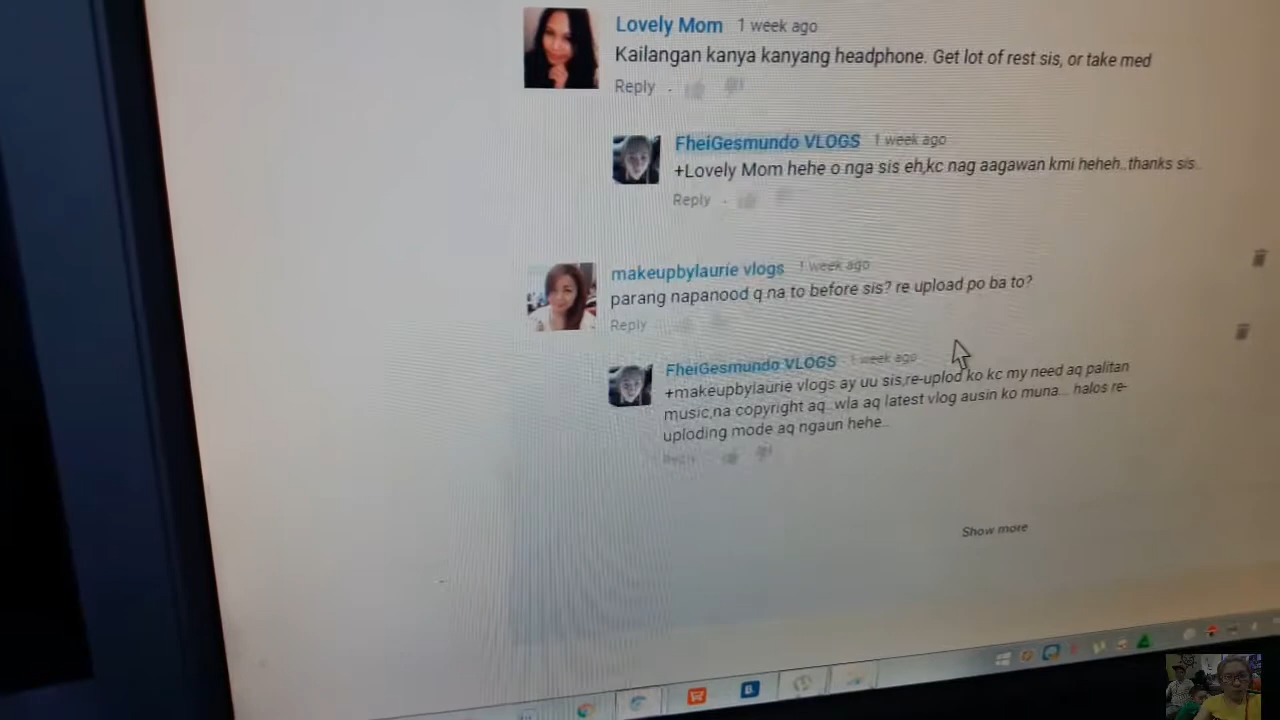 Lovely Mom 1 week ago
Kailangan kanya kanyang headphone. Get lot of rest sis, or take med
Reply
FheiGesmundo VLOGS 1 week ago
+Lovely Mom hehe o nga sis eh,kc nag aagawan kmi heheh..thanks sis..
Reply
makeupbylaurie vlogs 1 week ago
parang napanood q na to before sis? re upload po ba to?
Reply
FheiGesmundo VLOGS 1 week ago
+makeupbylaurie vlogs ay uu sis,re-uplod ko kc my need aq palitan
music,na copyright aq..wla aq latest vlog ausin ko muna... halos re-
uploding mode aq ngaun hehe...
Reply
Show more